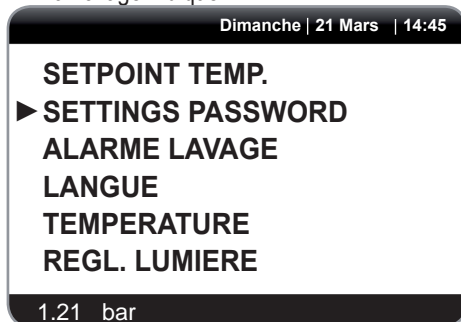 Dimanche | 21 Mars | 14:45
SETPOINT TEMP.
►SETTINGS PASSWORD
ALARME LAVAGE
LANGUE
TEMPERATURE
REGL. LUMIERE
1.21 bar